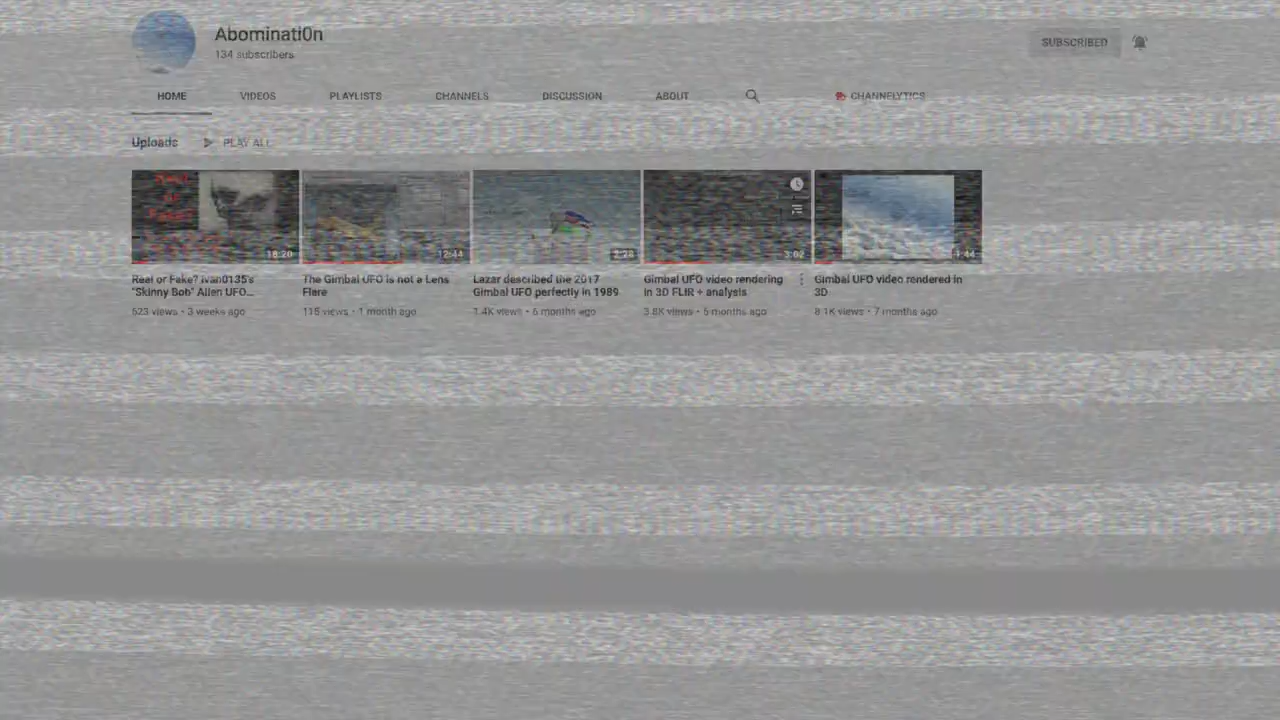 Abominati0n
134 subscribers
SUBSCRIBED
HOME VIDEOS PLAYLISTS CHANNELS DISCUSSION ABOUT CHANNELYTICS
Uploads PLAY ALL
Real or
Fake?
18:20 12:44 2:28 3:02 1:44
Real or Fake? ivan0135's
"Skinny Bob" Alien UFO...
523 views • 3 weeks ago
The Gimbal UFO is not a Lens
Flare
115 views • 1 month ago
Lazar described the 2017
Gimbal UFO perfectly in 1989
1.4K views • 6 months ago
Gimbal UFO video rendering
in 3D FLIR + analysis
3.8K views • 6 months ago
Gimbal UFO video rendered in
3D
8.1K views • 7 months ago